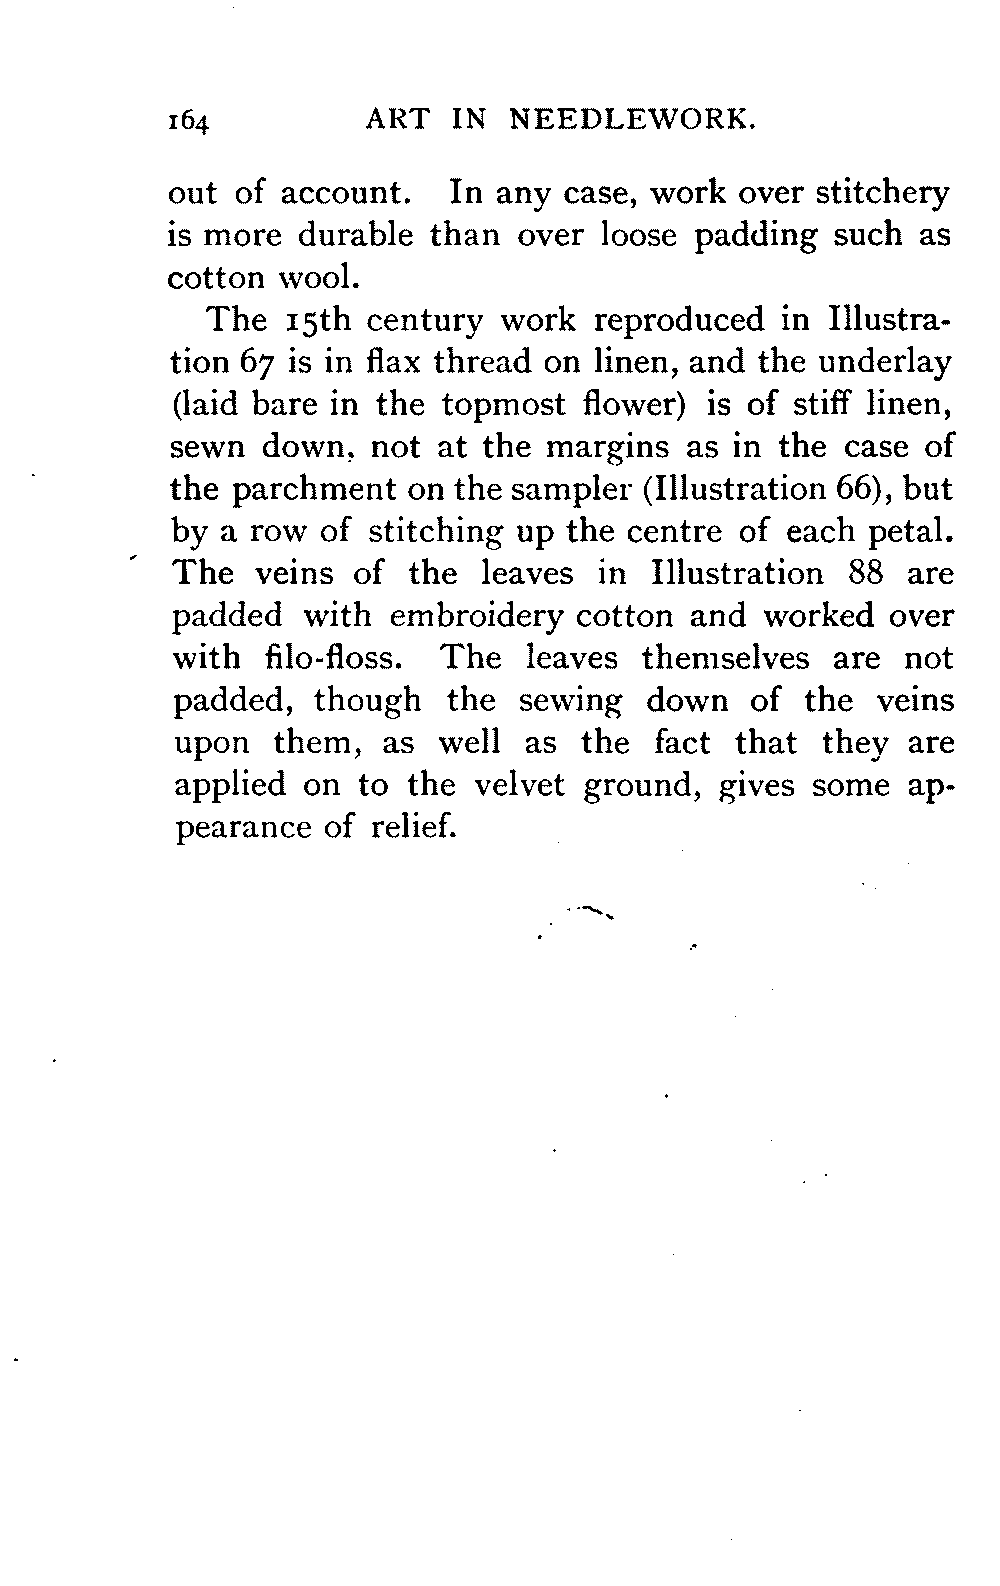 164 ART IN NEEDLEWORK.
out of account. In any case, work over stitchery
is more durable than over loose padding such as
cotton wool.
The 15th century work reproduced in Illustra-
tion 67 is in flax thread on linen, and the underlay
(laid bare in the topmost flower) is of stiff linen,
sewn down, not at the margins as in the case of
the parchment on the sampler (Illustration 66), but
by a row of stitching up the centre of each petal.
The veins of the leaves in Illustration 88 are
padded with embroidery cotton and worked over
with filo-floss. The leaves themselves are not
padded, though the sewing down of the veins
upon them, as well as the fact that they are
applied on to the velvet ground, gives some ap-
pearance of relief.